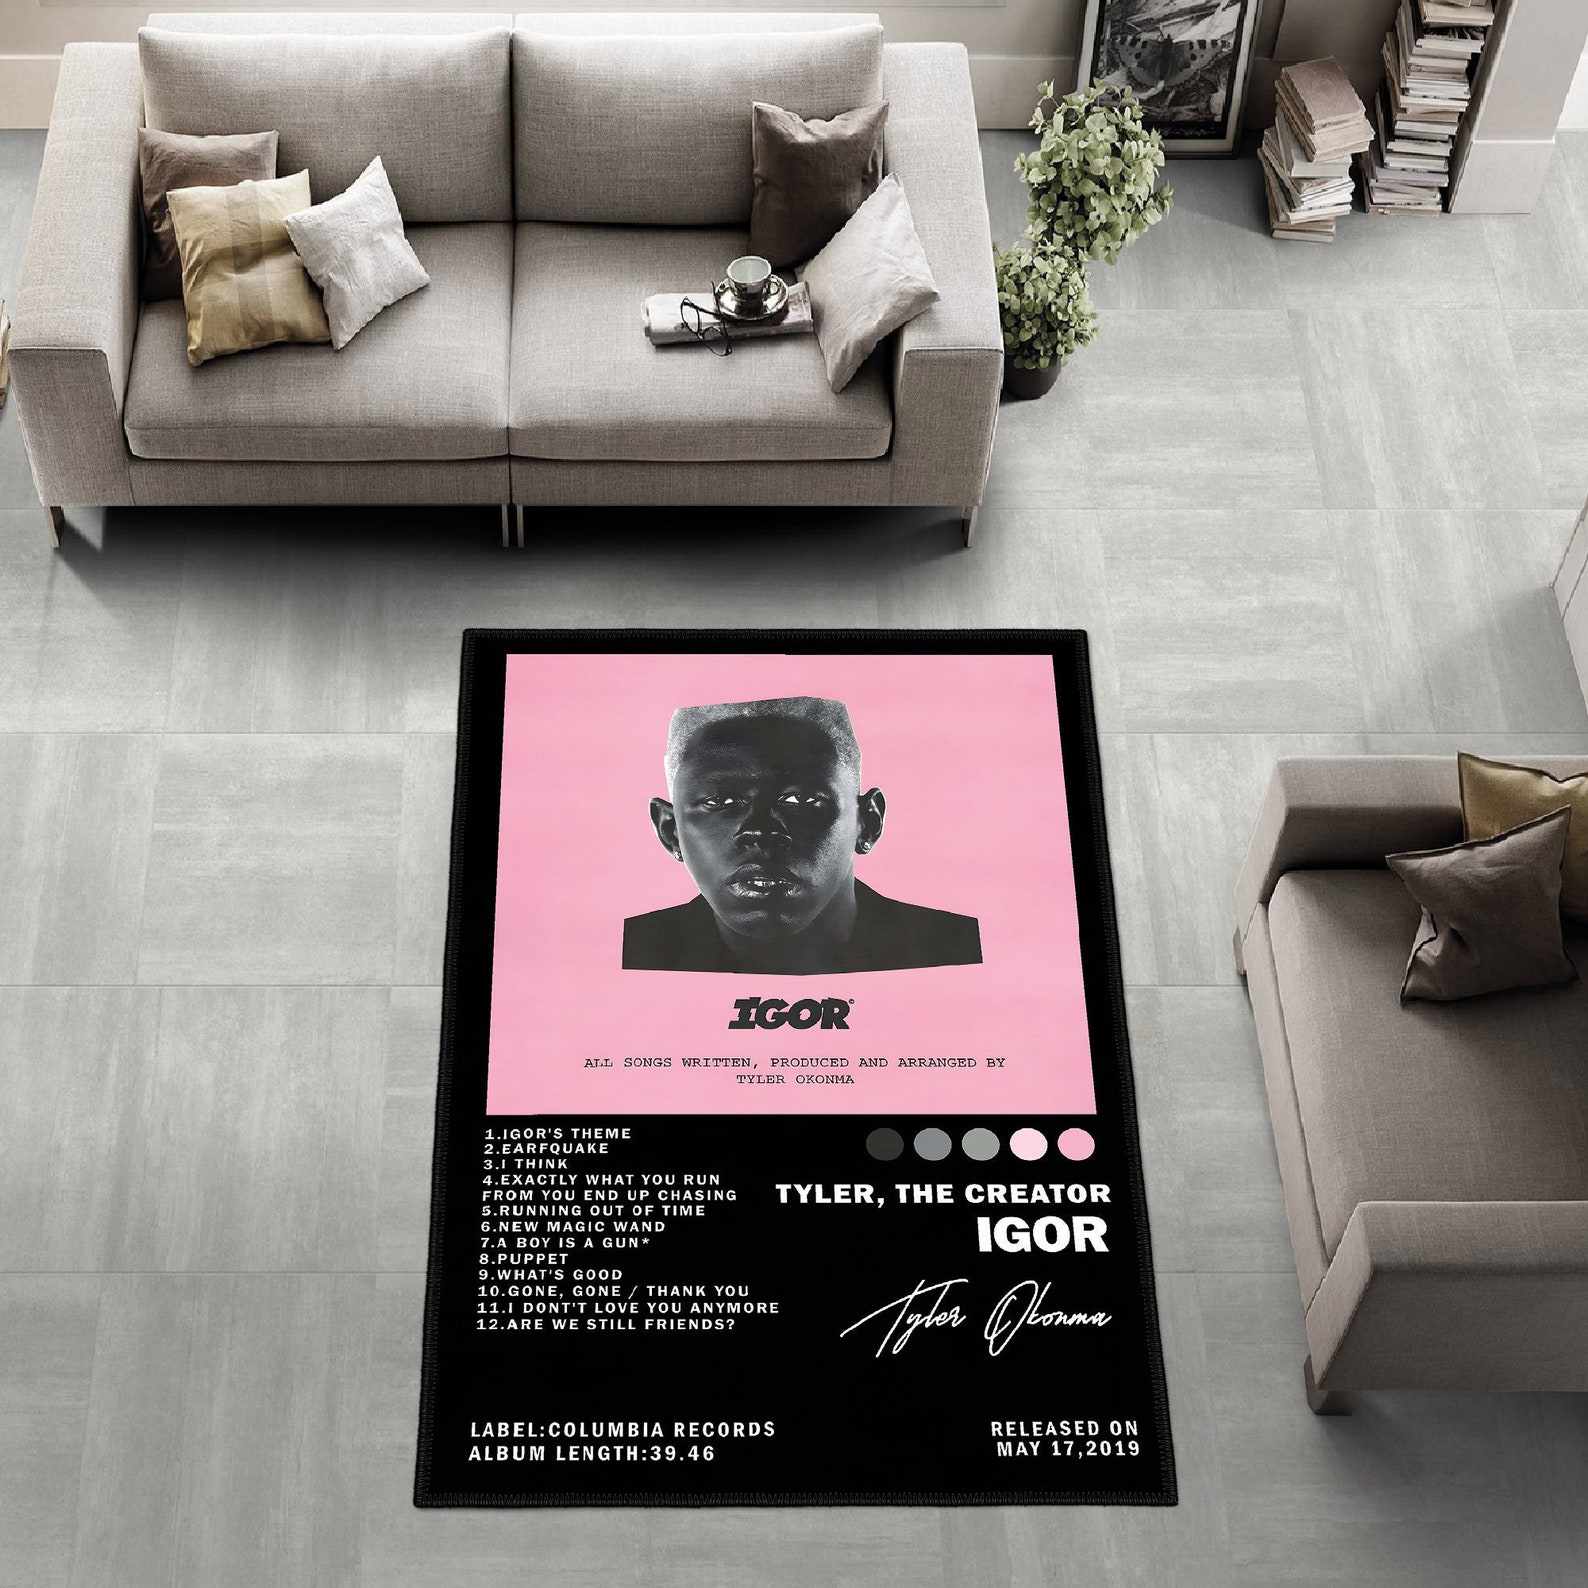 IGOR©
ALL SONGS WRITTEN, PRODUCED AND ARRANGED BY
TYLER OKONMA
1.IGOR'S THEME
2.EARFQUAKE
3.I THINK
4.EXACTLY WHAT YOU RUN
FROM YOU END UP CHASING
5.RUNNING OUT OF TIME
6.NEW MAGIC WAND
7.A BOY IS A GUN*
8.PUPPET
9.WHAT'S GOOD
10.GONE, GONE / THANK YOU
11.I DONT'T LOVE YOU ANYMORE
12.ARE WE STILL FRIENDS?
TYLER, THE CREATOR
IGOR
Tyler Okonma
LABEL:COLUMBIA RECORDS
ALBUM LENGTH:39.46
RELEASED ON
MAY 17,2019